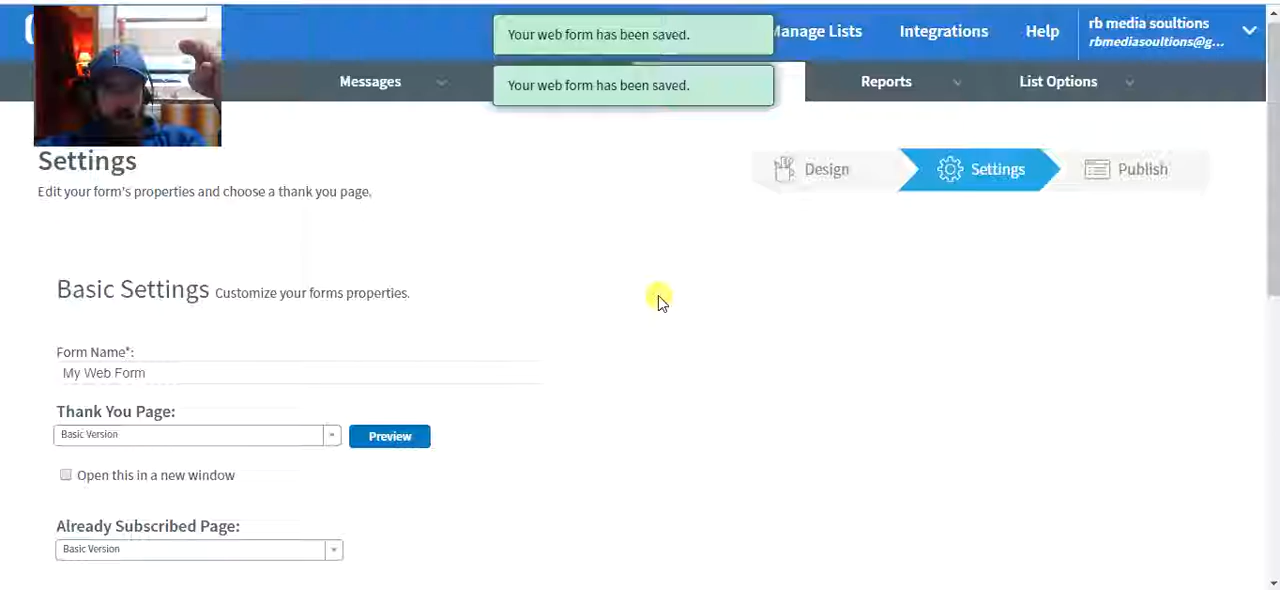 Your web form has been saved.
Your web form has been saved.
Manage Lists
Integrations
Help
rb media soultions
rbmediasoultions@g...
Messages
Reports
List Options
Settings
Edit your form's properties and choose a thank you page.
Design
Settings
Publish
Basic Settings Customize your forms properties.
Form Name*:
My Web Form
Thank You Page:
Basic Version
Preview
Open this in a new window
Already Subscribed Page:
Basic Version